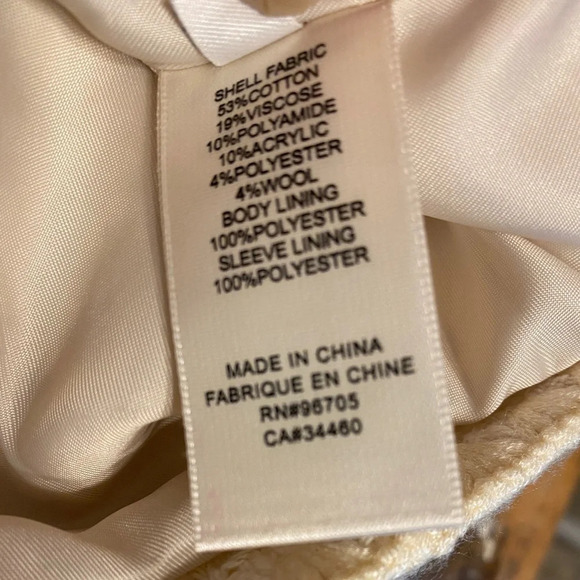 SHELL FABRIC
53%COTTON
19%VISCOSE
10%POLYAMIDE
10%ACRYLIC
4%POLYESTER
4%WOOL
BODY LINING
100%POLYESTER
SLEEVE LINING
100%POLYESTER
MADE IN CHINA
FABRIQUE EN CHINE
RN#96705
CA#34460